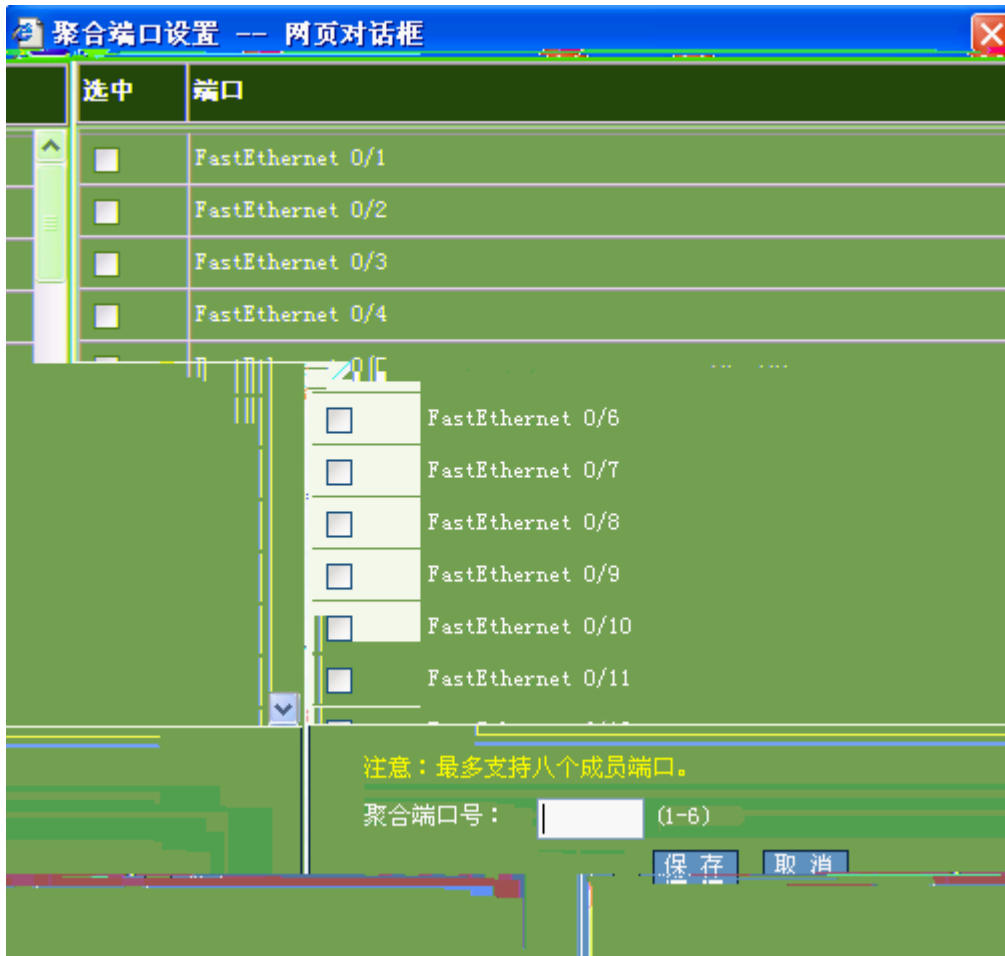 聚合端口设置 -- 网页对话框
选中 端口
FastEthernet 0/1
FastEthernet 0/2
FastEthernet 0/3
FastEthernet 0/4
FastEthernet 0/6
FastEthernet 0/7
FastEthernet 0/8
FastEthernet 0/9
FastEthernet 0/10
FastEthernet 0/11
注意：最多支持八个成员端口。
聚合端口号： (1-6)
保 存 取 消